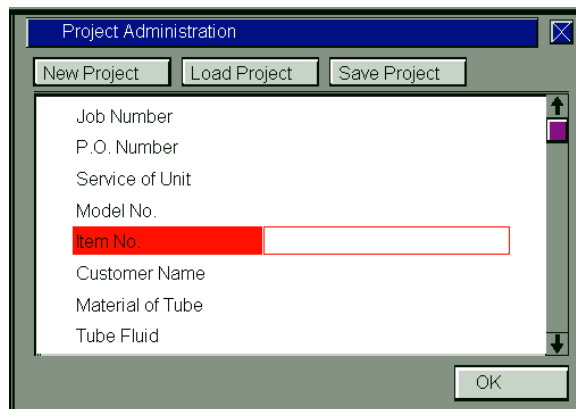 Project Administration
New Project Load Project Save Project
Job Number
P.O. Number
Service of Unit
Model No.
Item No.
Customer Name
Material of Tube
Tube Fluid
OK